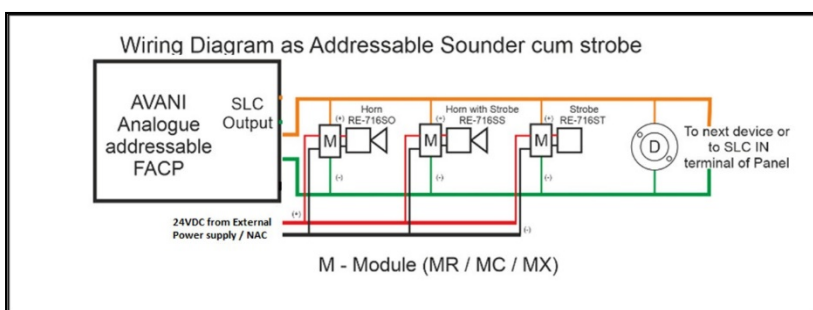 Wiring Diagram as Addressable Sounder cum strobe
AVANI
Analogue
addressable
FACP
SLC
Output
Horn
(+) RE-716SO
Horn with Strobe
(+) RE-716SS
Strobe
(+) RE-716ST
M
M
M
D
To next device or
to SLC IN
terminal of Panel
(-)
(-)
(-)
(+)
24VDC from External
Power supply / NAC
(-)
M - Module (MR / MC / MX)